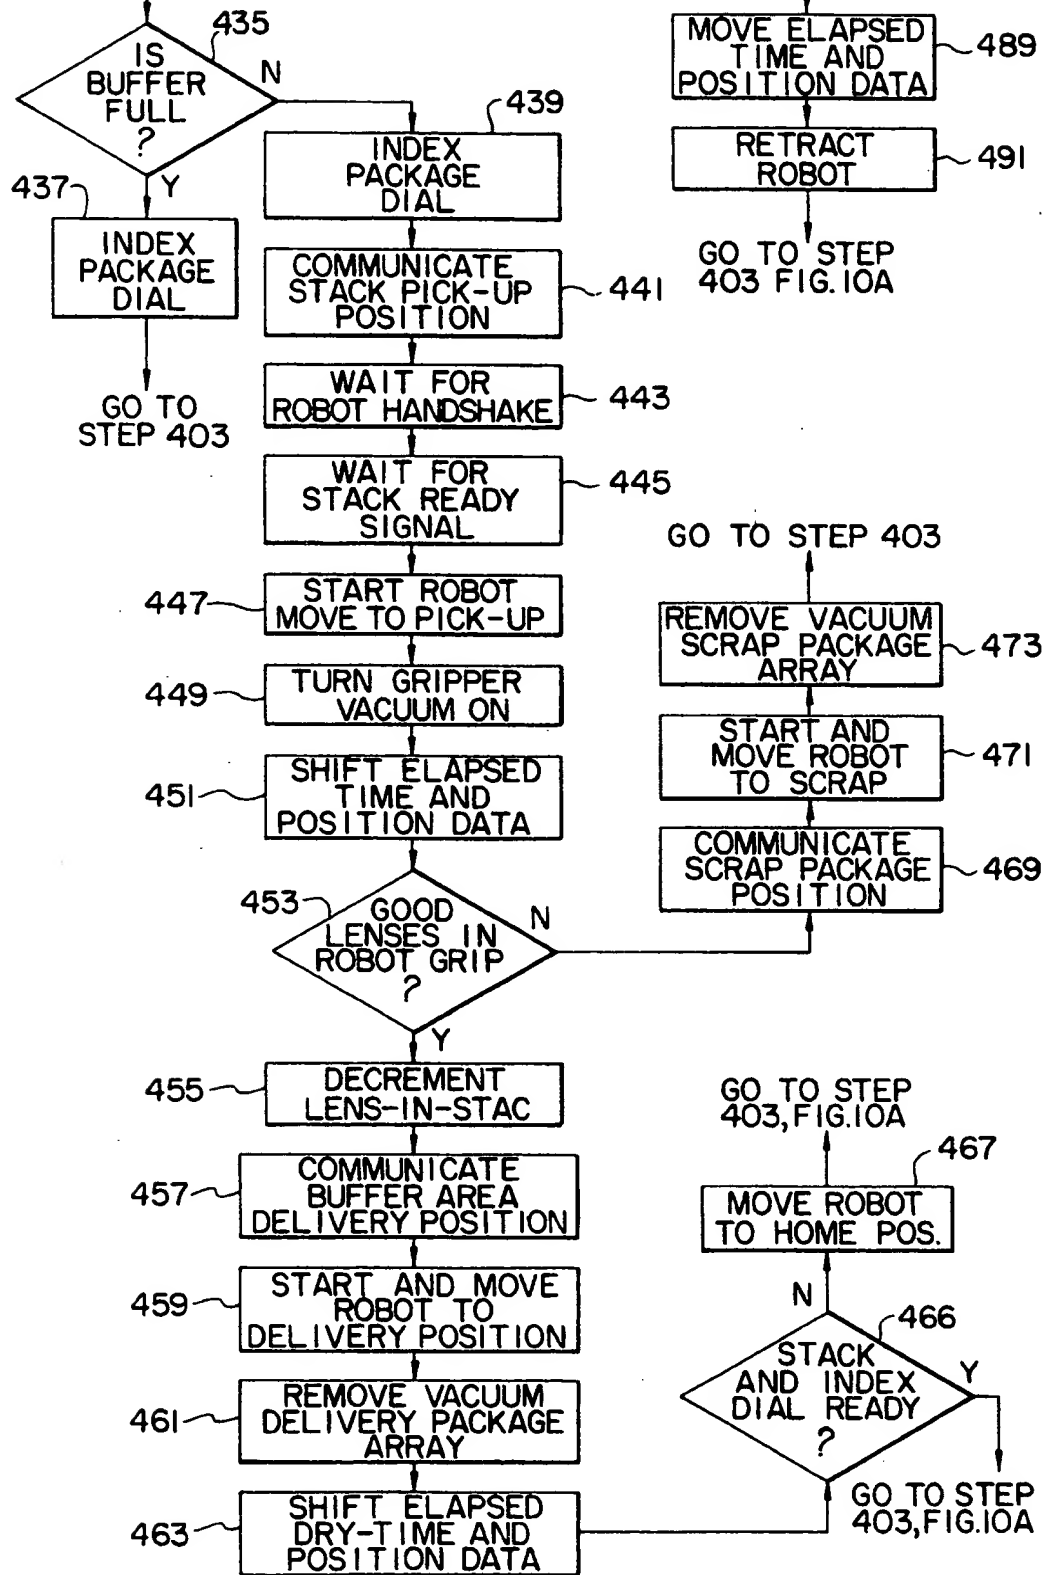 435
IS
BUFFER
FULL
?
N
Y
437
INDEX
PACKAGE
DIAL
GO TO
STEP 403
439
INDEX
PACKAGE
DIAL
COMMUNICATE
STACK PICK-UP
POSITION
441
WAIT FOR
ROBOT HANDSHAKE
443
WAIT FOR
STACK READY
SIGNAL
445
447
START ROBOT
MOVE TO PICK-UP
449
TURN GRIPPER
VACUUM ON
451
SHIFT ELAPSED
TIME AND
POSITION DATA
453
GOOD
LENSES IN
ROBOT GRIP
?
N
Y
455
DECREMENT
LENS-IN-STAC
457
COMMUNICATE
BUFFER AREA
DELIVERY POSITION
459
START AND MOVE
ROBOT TO
DELIVERY POSITION
461
REMOVE VACUUM
DELIVERY PACKAGE
ARRAY
463
SHIFT ELAPSED
DRY-TIME AND
POSITION DATA
MOVE ELAPSED
TIME AND
POSITION DATA
489
RETRACT
ROBOT
491
GO TO STEP
403 FIG.10A
GO TO STEP 403
REMOVE VACUUM
SCRAP PACKAGE
ARRAY
473
START AND
MOVE ROBOT
TO SCRAP
471
COMMUNICATE
SCRAP PACKAGE
POSITION
469
GO TO STEP
403, FIG.10A
467
MOVE ROBOT
TO HOME POS.
N
466
STACK
AND INDEX
DIAL READY
?
Y
GO TO STEP
403, FIG.10A